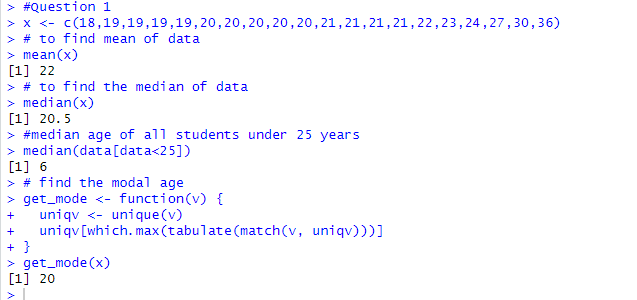 > #Question 1
> x <- c(18,19,19,19,19,20,20,20,20,20,21,21,21,21,22,23,24,27,30,36)
> # to find mean of data
> mean(x)
[1] 22
> # to find the median of data
> median(x)
[1] 20.5
> #median age of all students under 25 years
> median(data[data<25])
[1] 6
> # find the modal age
> get_mode <- function(v) {
+   uniqv <- unique(v)
+   uniqv[which.max(tabulate(match(v, uniqv)))]
+ }
> get_mode(x)
[1] 20
>